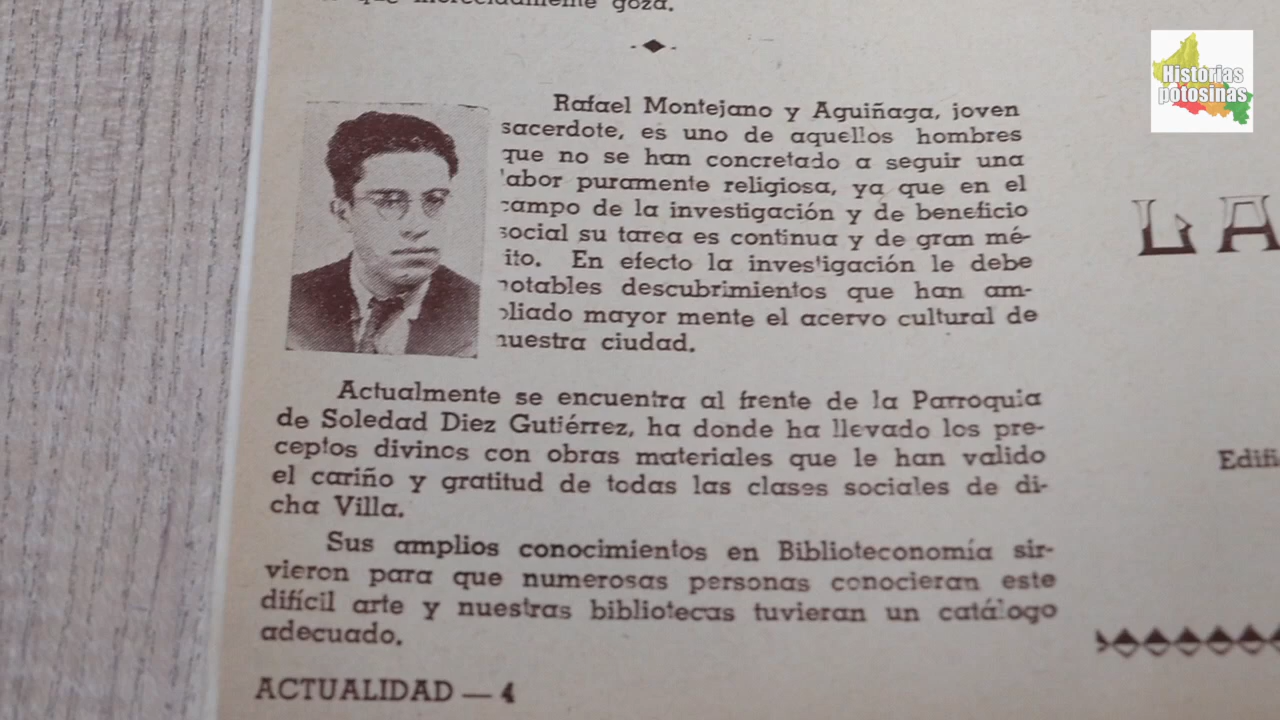 que merecidamente goza.
Historias
potosinas
Rafael Montejano y Aguiñaga, joven
sacerdote, es uno de aquellos hombres
que no se han concretado a seguir una
labor puramente religiosa, ya que en el
campo de la investigación y de beneficio
social su tarea es continua y de gran mé-
rito. En efecto la inves'igación le debe
notables descubrimientos que han am-
pliado mayor mente el acervo cultural de
nuestra ciudad.
Actualmente se encuentra al frente de la Parroquia
de Soledad Diez Gutiérrez, ha donde ha llevado los pre-
ceptos divinos con obras materiales que le han valido
el cariño y gratitud de todas las clases sociales de di-
cha Villa.
Sus amplios conocimientos en Biblioteconomía sir-
vieron para que numerosas personas conocieran este
difícil arte y nuestras bibliotecas tuvieran un catálogo
adecuado.
ACTUALIDAD — 4
LA
Edifi